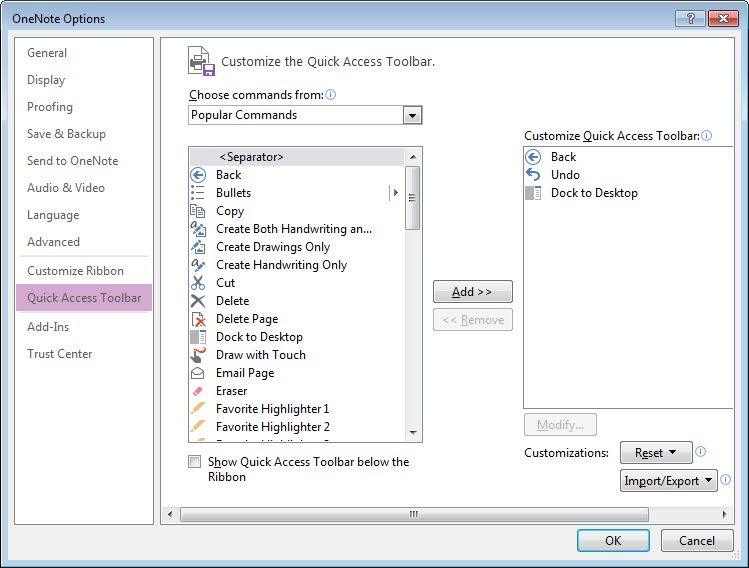 OneNote Options
General
Display
Proofing
Save & Backup
Send to OneNote
Audio & Video
Language
Advanced
Customize Ribbon
Quick Access Toolbar
Add-Ins
Trust Center
Customize the Quick Access Toolbar.
Choose commands from:
Popular Commands
<Separator>
Back
Bullets
Copy
Create Both Handwriting an...
Create Drawings Only
Create Handwriting Only
Cut
Delete
Delete Page
Dock to Desktop
Draw with Touch
Email Page
Eraser
Favorite Highlighter 1
Favorite Highlighter 2
Show Quick Access Toolbar below the
Ribbon
Add >>
<< Remove
Customize Quick Access Toolbar:
Back
Undo
Dock to Desktop
Modify...
Customizations:
Reset
Import/Export
OK
Cancel